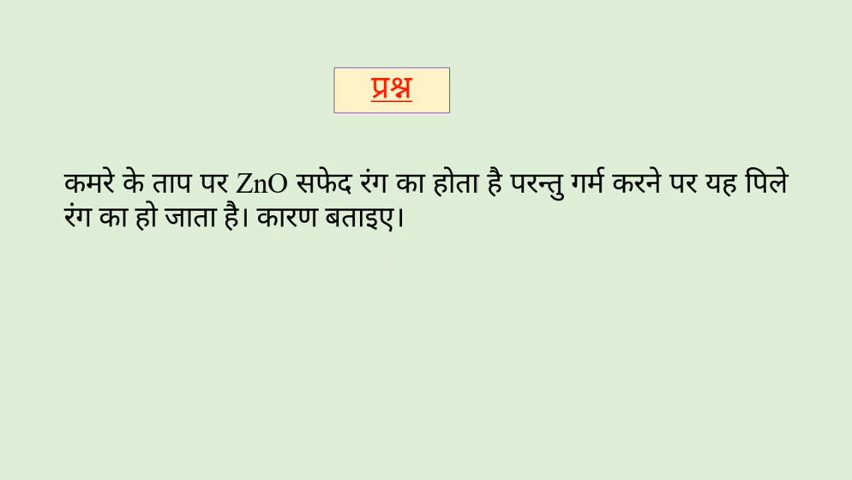 प्रश्न
कमरे के ताप पर ZnO सफेद रंग का होता है परन्तु गर्म करने पर यह पिले
रंग का हो जाता है। कारण बताइए।